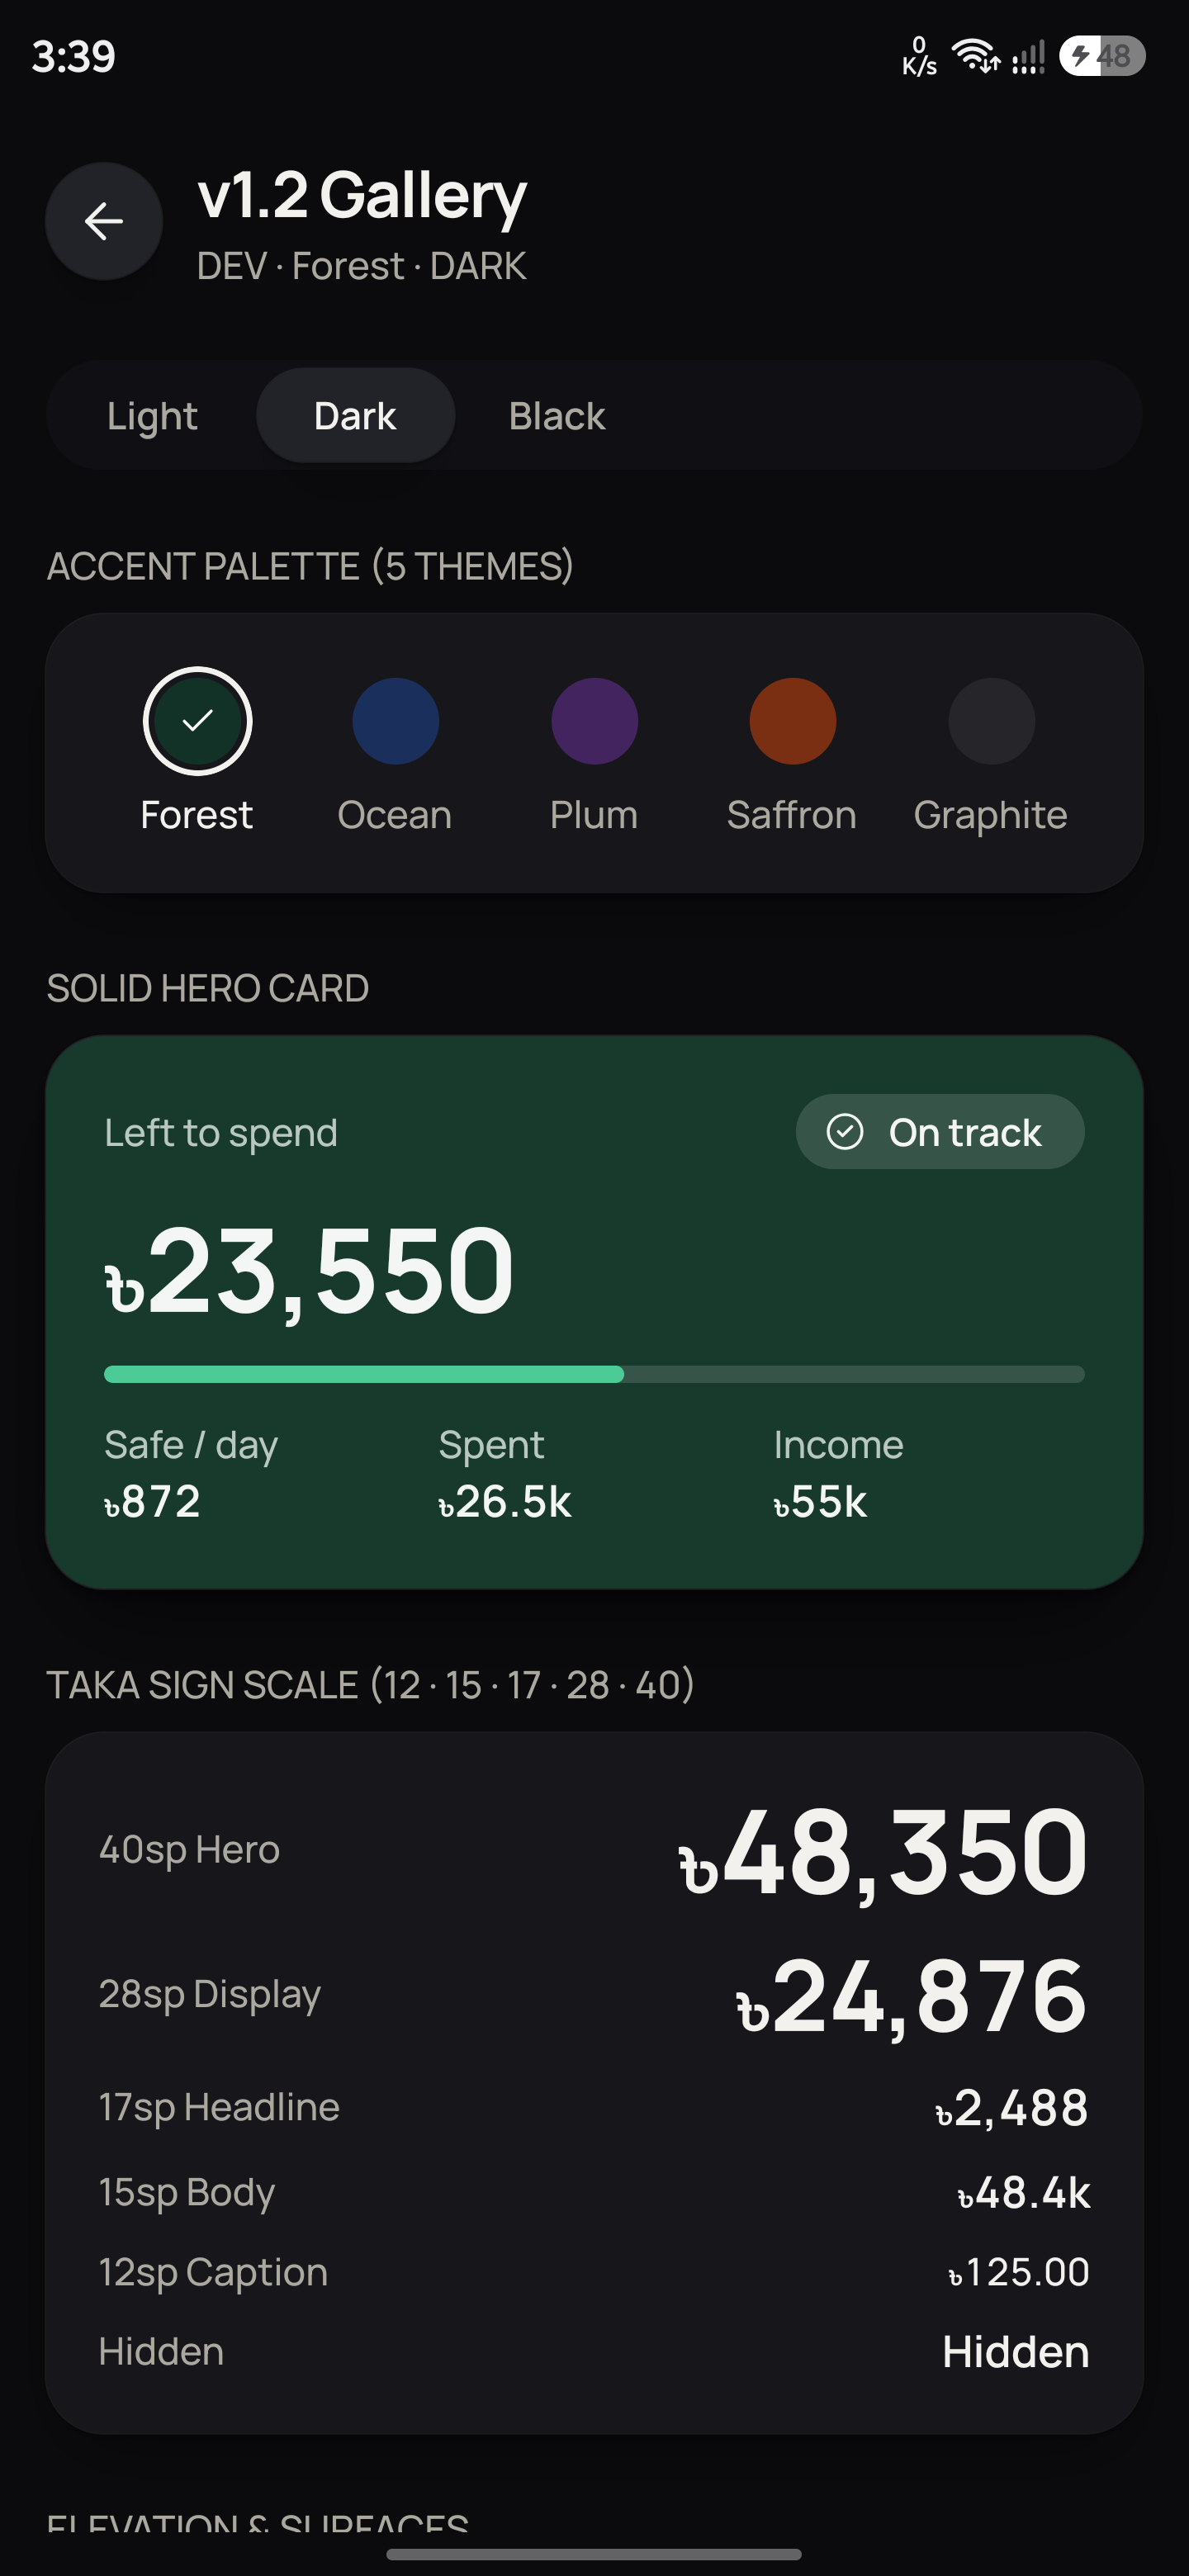 3:39
0
K/s
48
v1.2 Gallery
DEV · Forest · DARK
Light Dark Black
ACCENT PALETTE (5 THEMES)
Forest Ocean Plum Saffron Graphite
SOLID HERO CARD
Left to spend On track
৳23,550
Safe / day Spent Income
৳872 ৳26.5k ৳55k
TAKA SIGN SCALE (12 · 15 · 17 · 28 · 40)
40sp Hero ৳48,350
28sp Display ৳24,876
17sp Headline ৳2,488
15sp Body ৳48.4k
12sp Caption ৳125.00
Hidden Hidden
ELEVATION & SURFACES